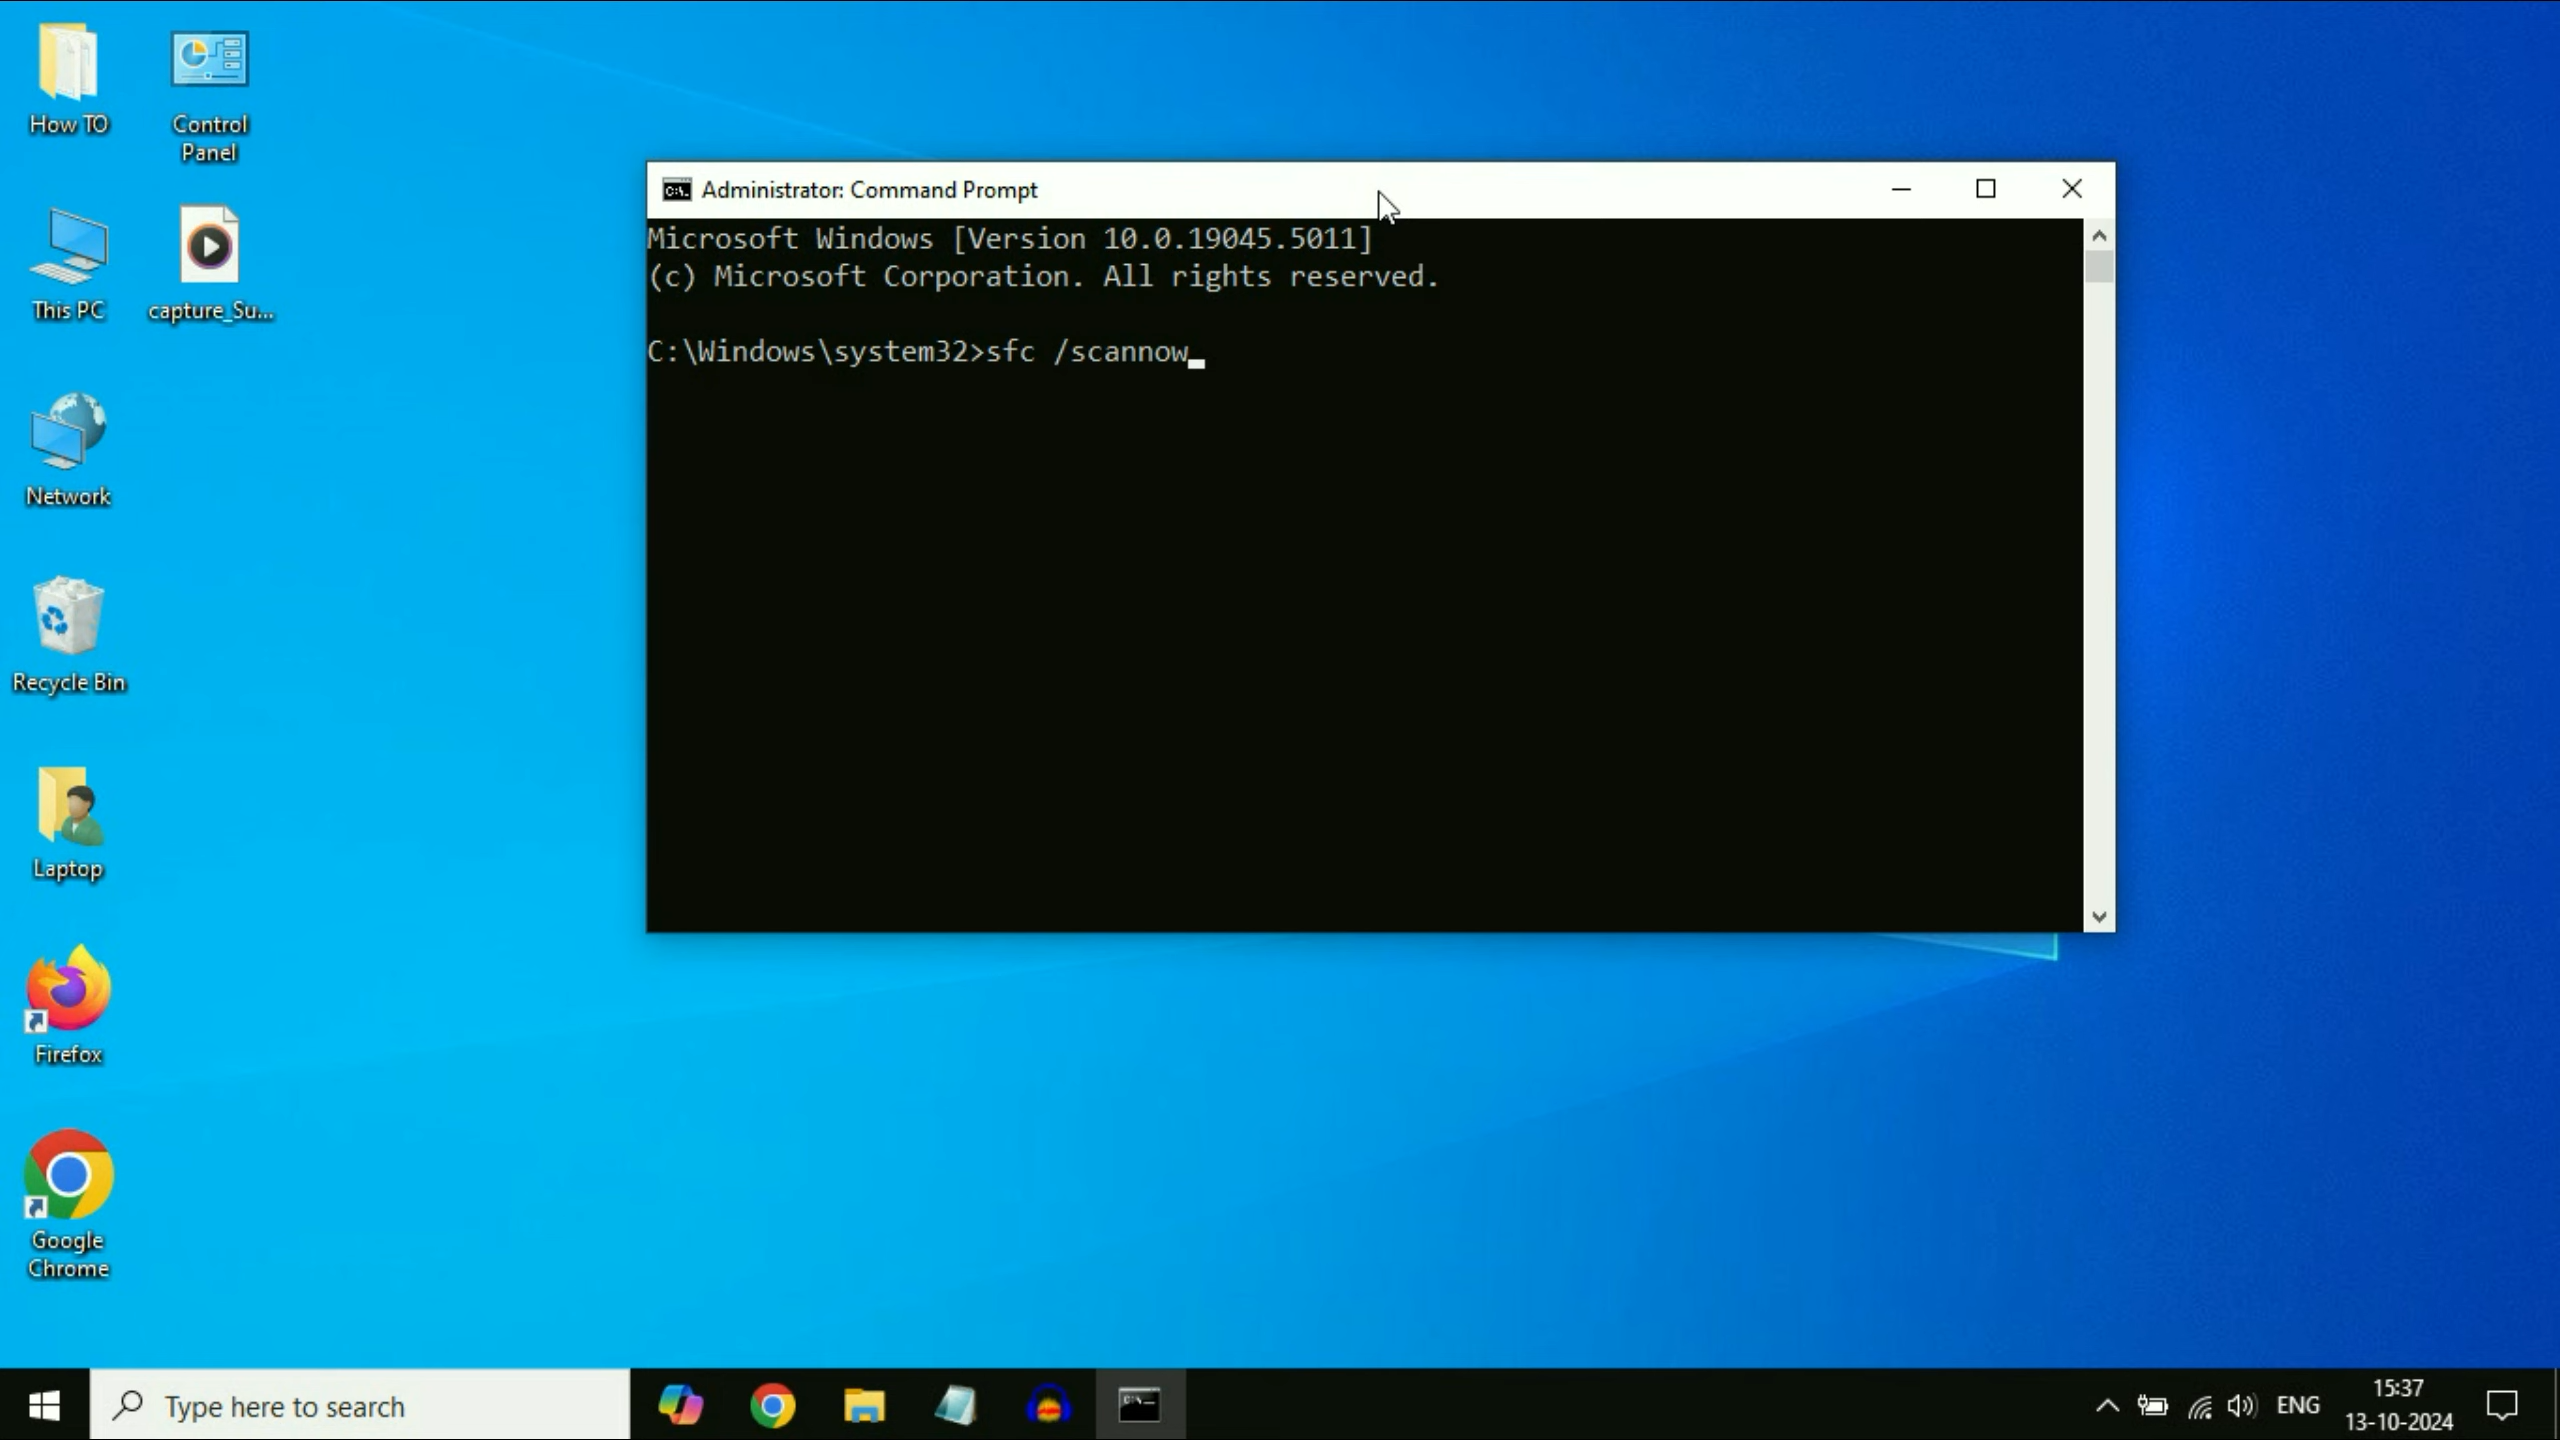 How TO
Control
Panel
This PC
capture_Su...
Network
Recycle Bin
Laptop
Firefox
Google
Chrome
Administrator: Command Prompt
Microsoft Windows [Version 10.0.19045.5011]
(c) Microsoft Corporation. All rights reserved.
C:\Windows\system32>sfc /scannow
Type here to search
ENG
15:37
13-10-2024